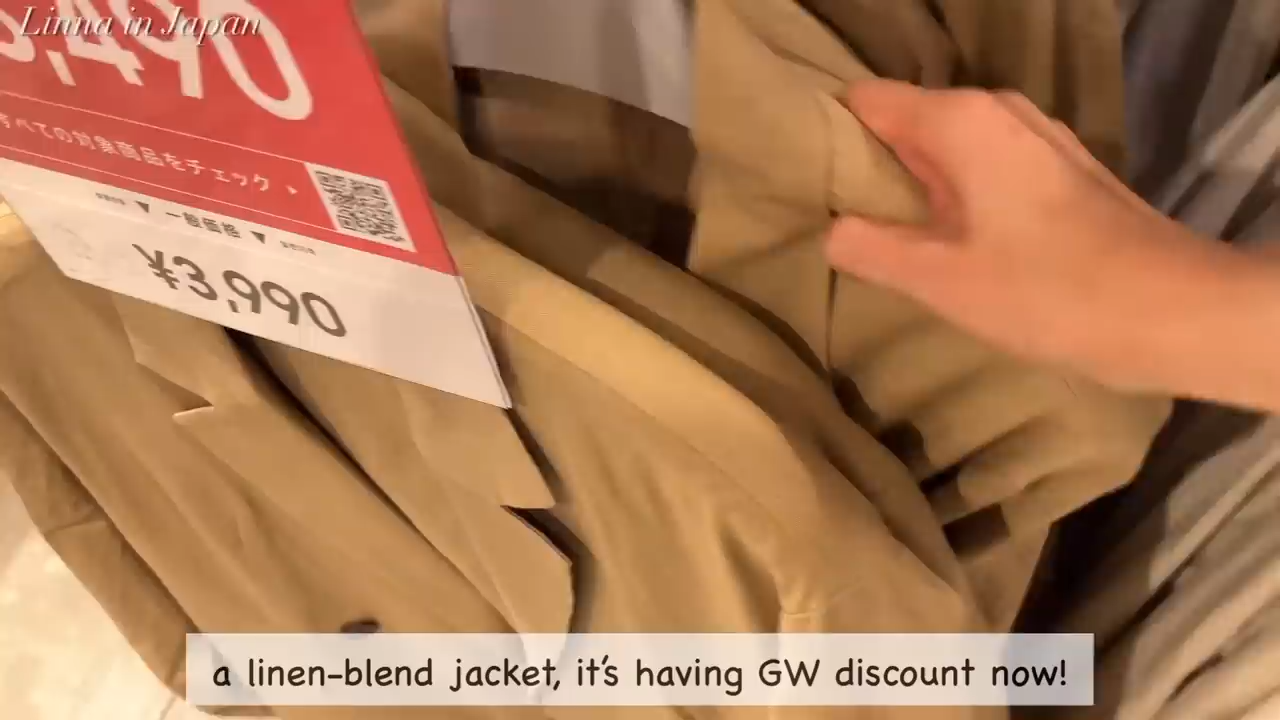 Linna in Japan
,490
すべての対象商品をチェック
▼ 一般価格 ▼
¥3,990
a linen-blend jacket, it's having GW discount now!